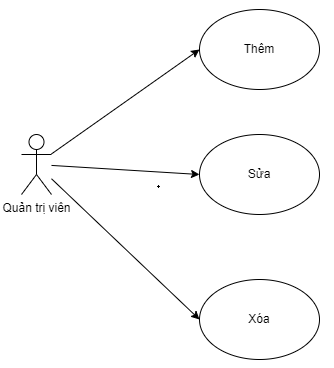 Thêm
Sửa
Quản trị viên
Xóa